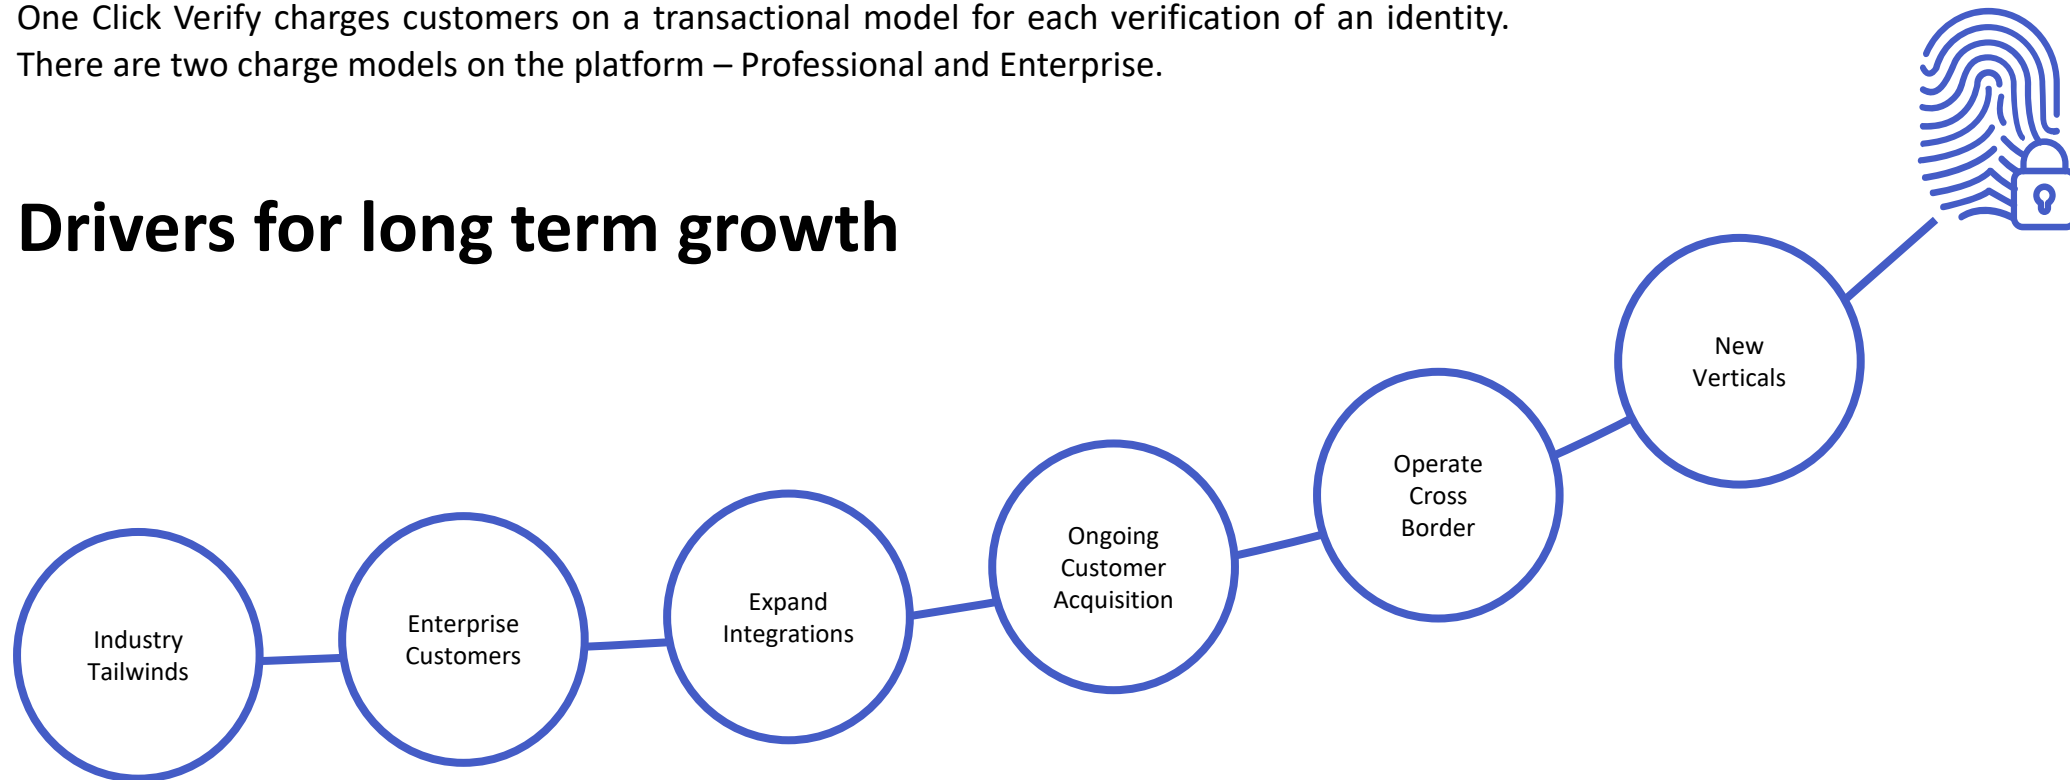 One Click Verify charges customers on a transactional model for each verification of an identity.
There are two charge models on the platform – Professional and Enterprise.
Drivers for long term growth
Industry
Tailwinds
Enterprise
Customers
Expand
Integrations
Ongoing
Customer
Acquisition
Operate
Cross
Border
New
Verticals